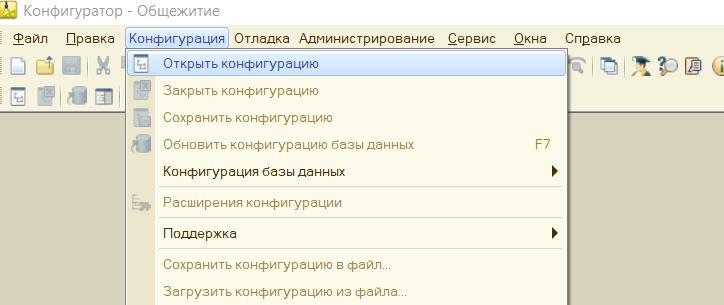 Конфигуратор - Общежитие
Файл Правка Конфигурация Отладка Администрирование Сервис Окна Справка
Открыть конфигурацию
Закрыть конфигурацию
Сохранить конфигурацию
Обновить конфигурацию базы данных F7
Конфигурация базы данных
Расширения конфигурации
Поддержка
Сохранить конфигурацию в файл...
Загрузить конфигурацию из файла...